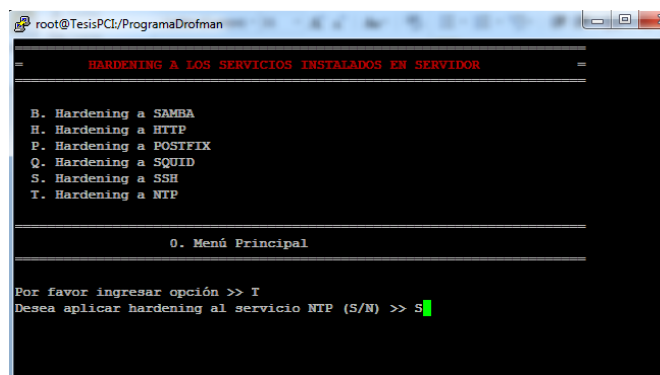 root@TesisPCI:/ProgramaDrofman
= HARDENING A LOS SERVICIOS INSTALADOS EN SERVIDOR =
B. Hardening a SAMBA
H. Hardening a HTTP
P. Hardening a POSTFIX
Q. Hardening a SQUID
S. Hardening a SSH
T. Hardening a NTP
0. Menú Principal
Por favor ingresar opción >> T
Desea aplicar hardening al servicio NTP (S/N) >> S